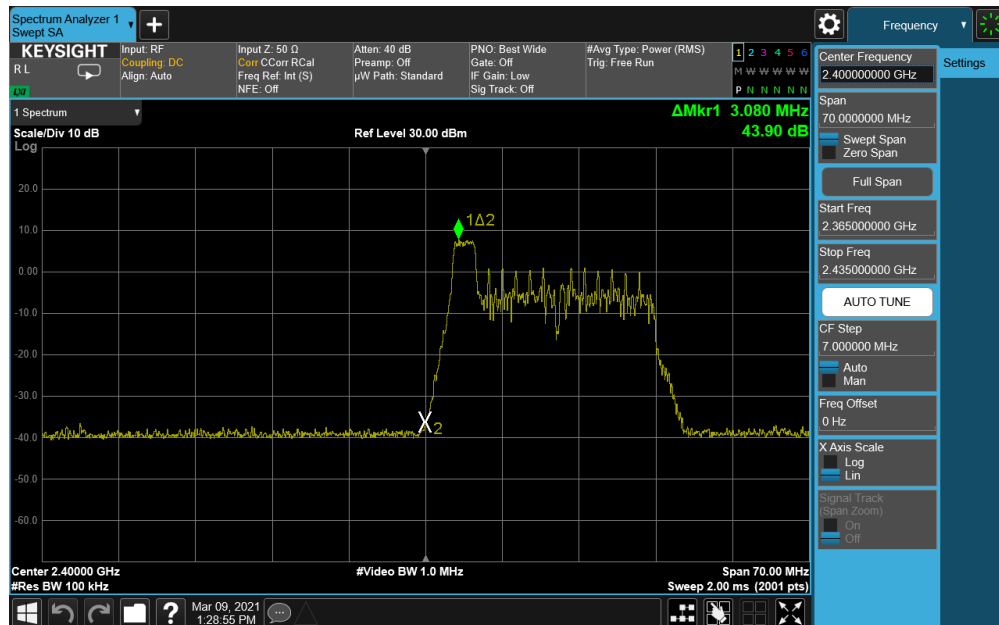 Spectrum Analyzer 1
Swept SA
+
Frequency
KEYSIGHT
R L
LXI
Input: RF
Coupling: DC
Align: Auto
Input Z: 50 Ω
Corr CCorr RCal
Freq Ref: Int (S)
NFE: Off
Atten: 40 dB
Preamp: Off
µW Path: Standard
PNO: Best Wide
Gate: Off
IF Gain: Low
Sig Track: Off
#Avg Type: Power (RMS)
Trig: Free Run
1 2 3 4 5 6
M W W W W W
P N N N N N
1 Spectrum
Scale/Div 10 dB
Log
Ref Level 30.00 dBm
ΔMkr1 3.080 MHz
43.90 dB
20.0
10.0
0.00
-10.0
-20.0
-30.0
-40.0
-50.0
-60.0
1Δ2
X2
Center 2.40000 GHz
#Res BW 100 kHz
#Video BW 1.0 MHz
Span 70.00 MHz
Sweep 2.00 ms (2001 pts)
?
Mar 09, 2021
1:28:55 PM
Center Frequency
2.400000000 GHz
Settings
Span
70.0000000 MHz
Swept Span
Zero Span
Full Span
Start Freq
2.365000000 GHz
Stop Freq
2.435000000 GHz
AUTO TUNE
CF Step
7.000000 MHz
Auto
Man
Freq Offset
0 Hz
X Axis Scale
Log
Lin
Signal Track
(Span Zoom)
On
Off